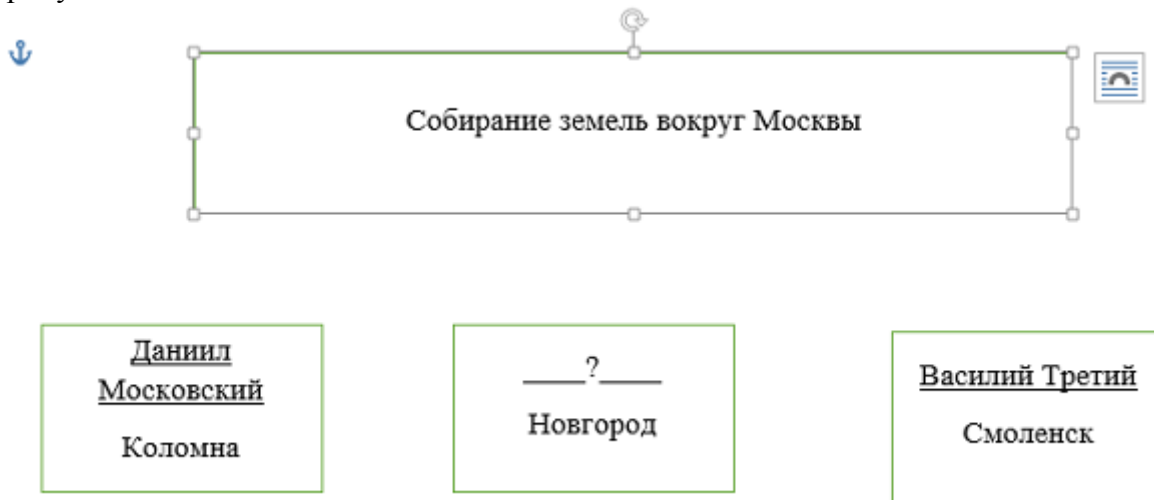 Собирание земель вокруг Москвы
Даниил
Московский
Коломна
____?____
Новгород
Василий Третий
Смоленск